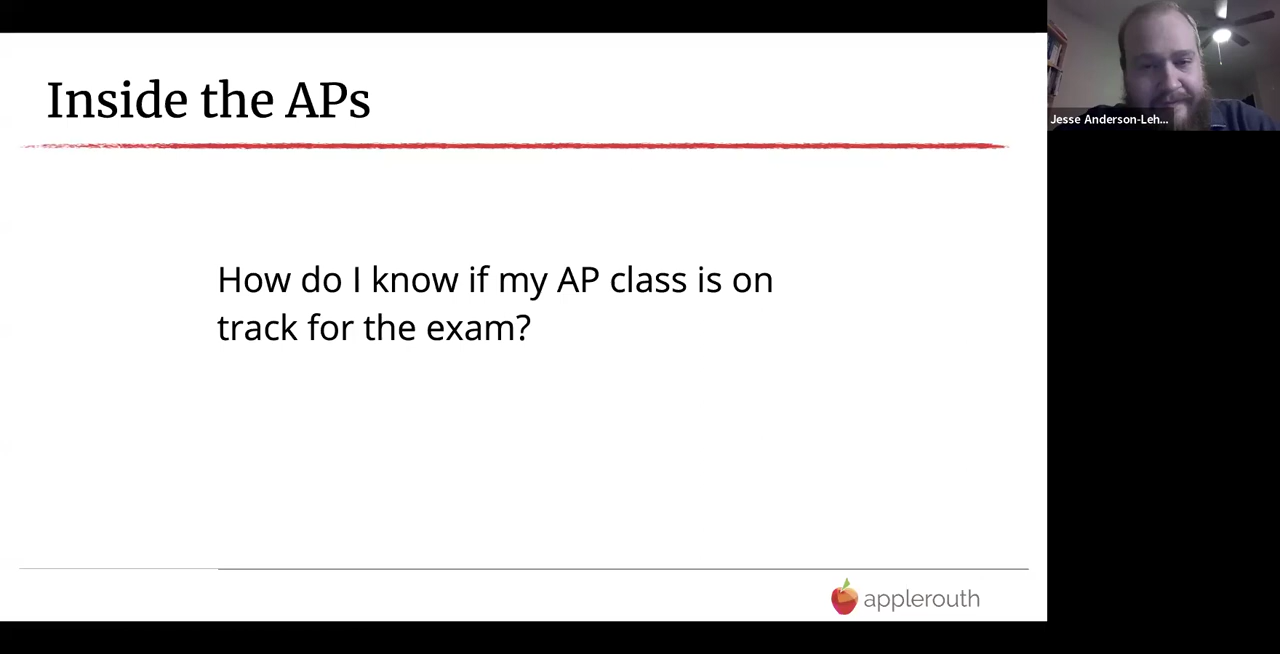 Inside the APs
Jesse Anderson-Leh...
How do I know if my AP class is on
track for the exam?
applerouth